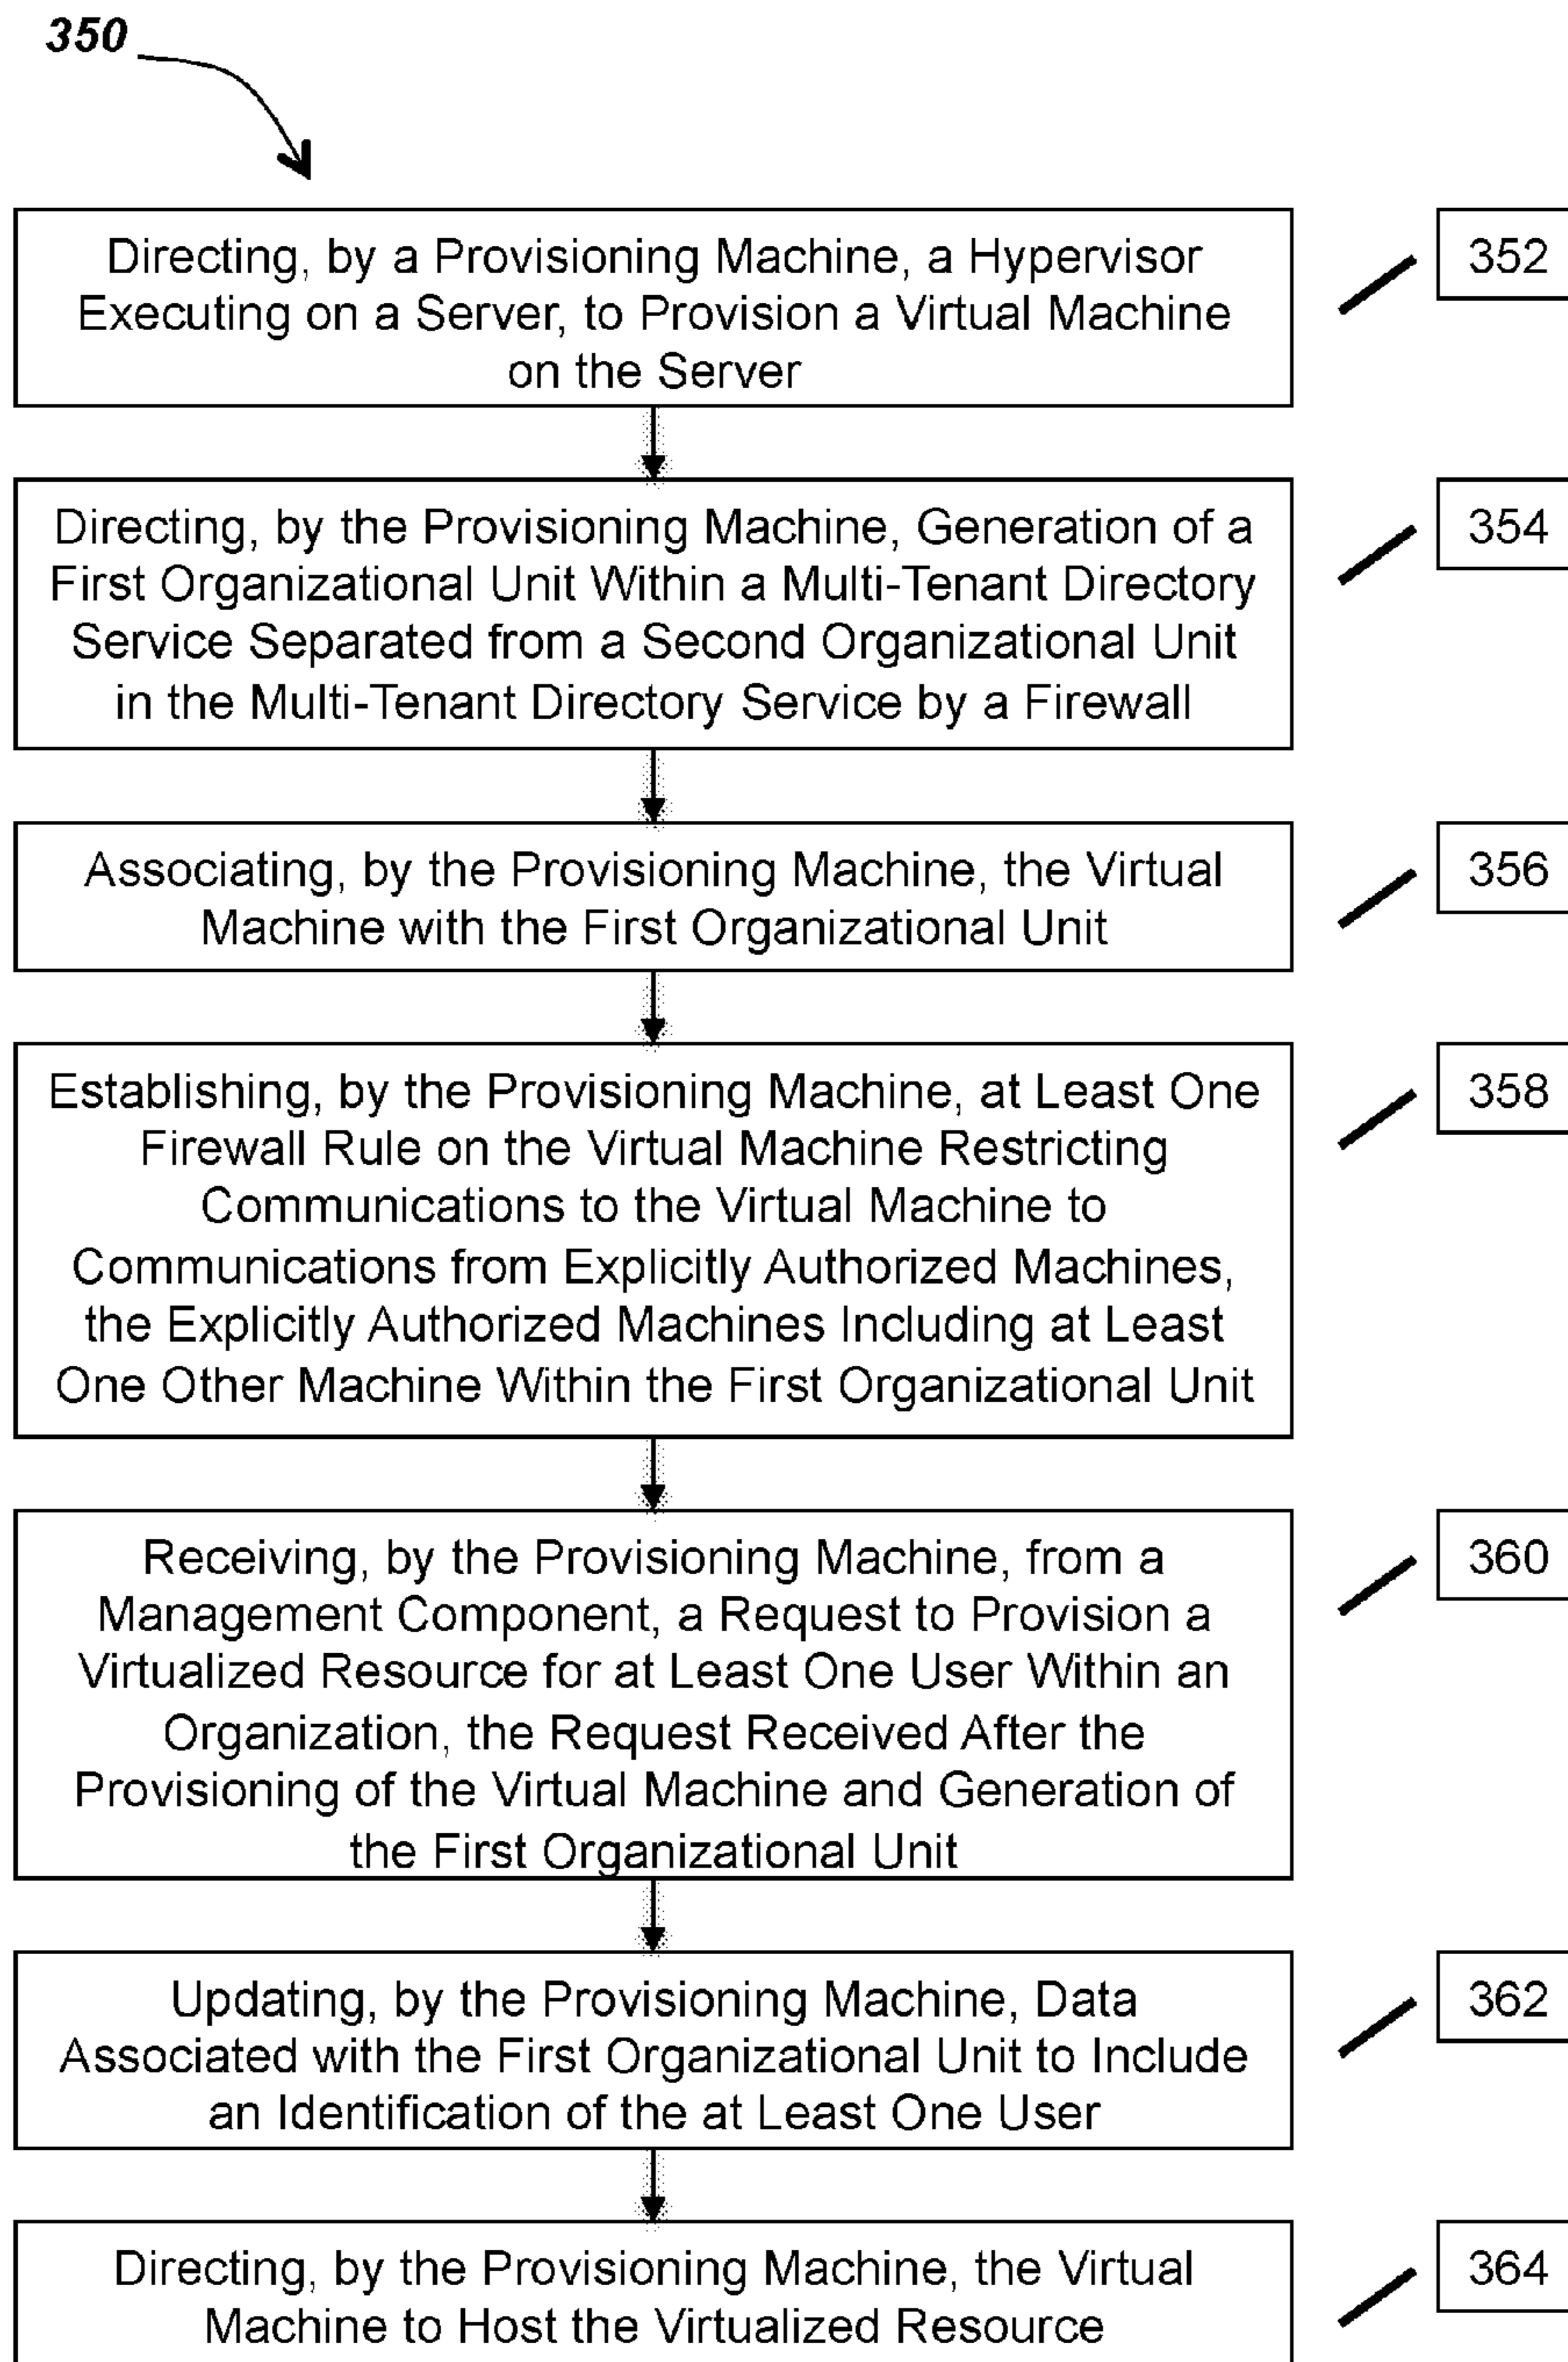 350
Directing, by a Provisioning Machine, a Hypervisor
Executing on a Server, to Provision a Virtual Machine
on the Server
352
Directing, by the Provisioning Machine, Generation of a
First Organizational Unit Within a Multi-Tenant Directory
Service Separated from a Second Organizational Unit
in the Multi-Tenant Directory Service by a Firewall
354
Associating, by the Provisioning Machine, the Virtual
Machine with the First Organizational Unit
356
Establishing, by the Provisioning Machine, at Least One
Firewall Rule on the Virtual Machine Restricting
Communications to the Virtual Machine to
Communications from Explicitly Authorized Machines,
the Explicitly Authorized Machines Including at Least
One Other Machine Within the First Organizational Unit
358
Receiving, by the Provisioning Machine, from a
Management Component, a Request to Provision a
Virtualized Resource for at Least One User Within an
Organization, the Request Received After the
Provisioning of the Virtual Machine and Generation of
the First Organizational Unit
360
Updating, by the Provisioning Machine, Data
Associated with the First Organizational Unit to Include
an Identification of the at Least One User
362
Directing, by the Provisioning Machine, the Virtual
Machine to Host the Virtualized Resource
364